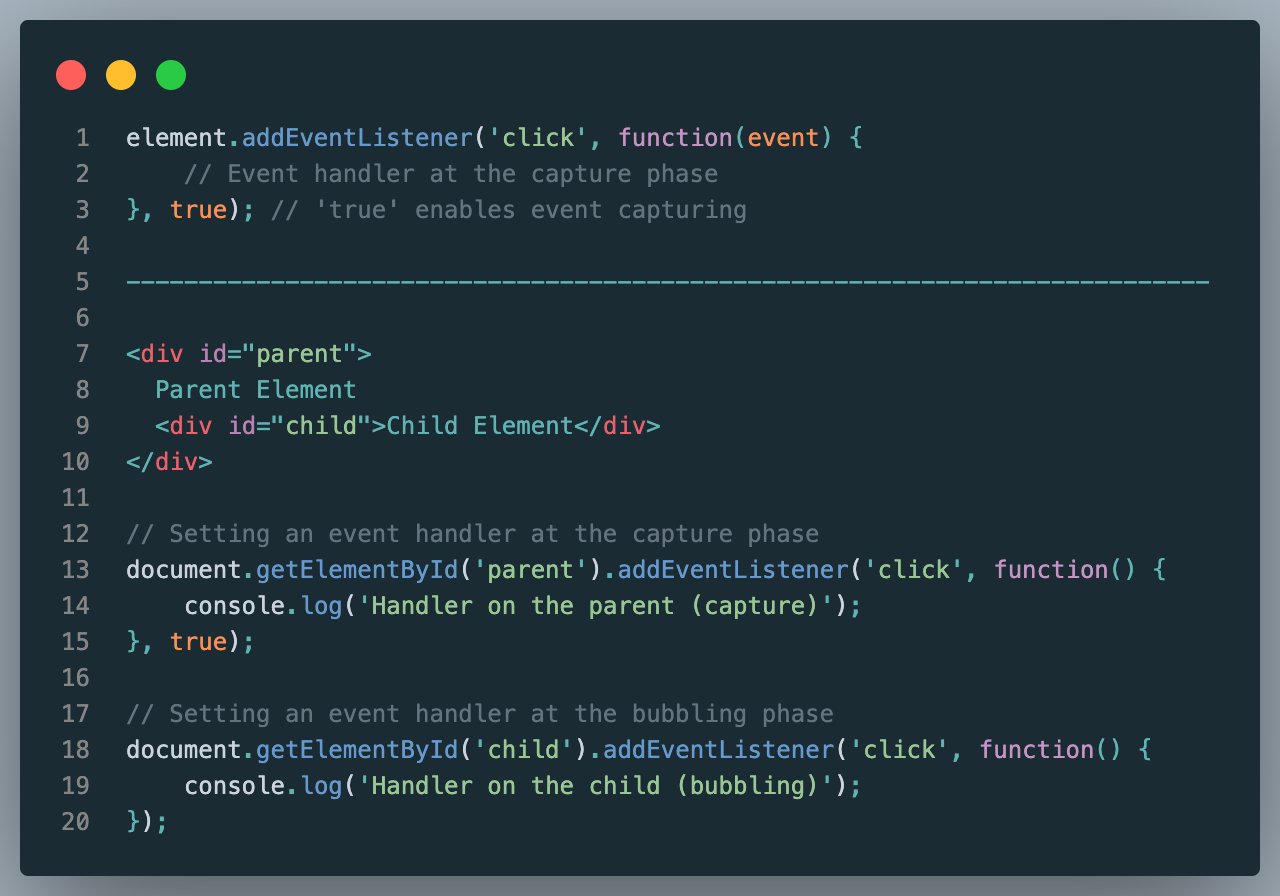 1 element.addEventListener('click', function(event) {
2     // Event handler at the capture phase
3 }, true); // 'true' enables event capturing
4
5 ---------------------------------------------------------------------------
6
7 <div id="parent">
8   Parent Element
9   <div id="child">Child Element</div>
10 </div>
11
12 // Setting an event handler at the capture phase
13 document.getElementById('parent').addEventListener('click', function() {
14     console.log('Handler on the parent (capture)');
15 }, true);
16
17 // Setting an event handler at the bubbling phase
18 document.getElementById('child').addEventListener('click', function() {
19     console.log('Handler on the child (bubbling)');
20 });